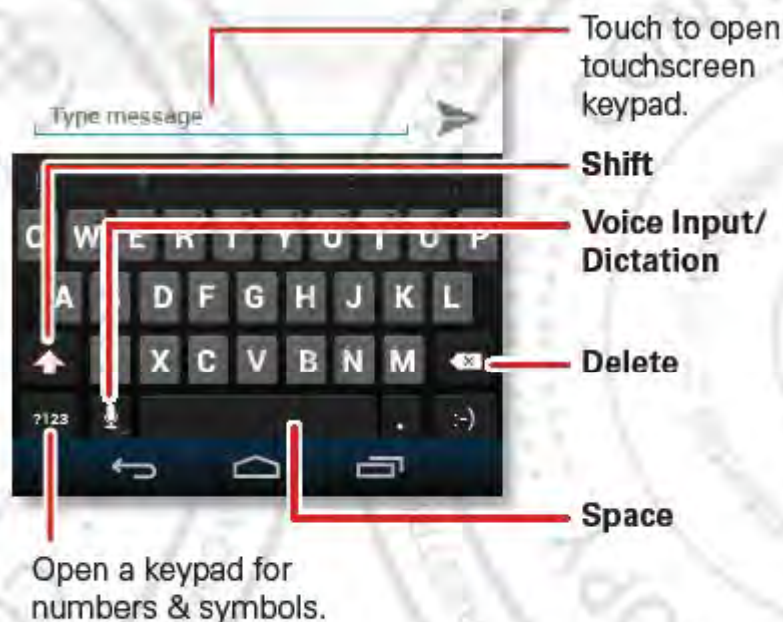 Touch to open
touchscreen
keypad.
Type message
Shift
Voice Input/
Dictation
Q W E R T Y U I O P
A S D F G H J K L
X C V B N M
Delete
?123 . :-)
Space
Open a keypad for
numbers & symbols.